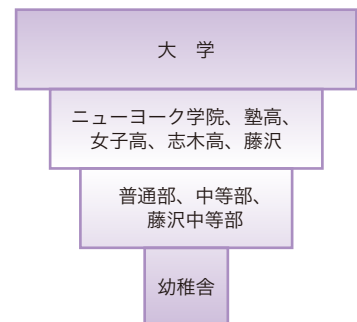 大　学
ニューヨーク学院、塾高、
女子高、志木高、藤沢
普通部、中等部、
藤沢中等部
幼稚舎